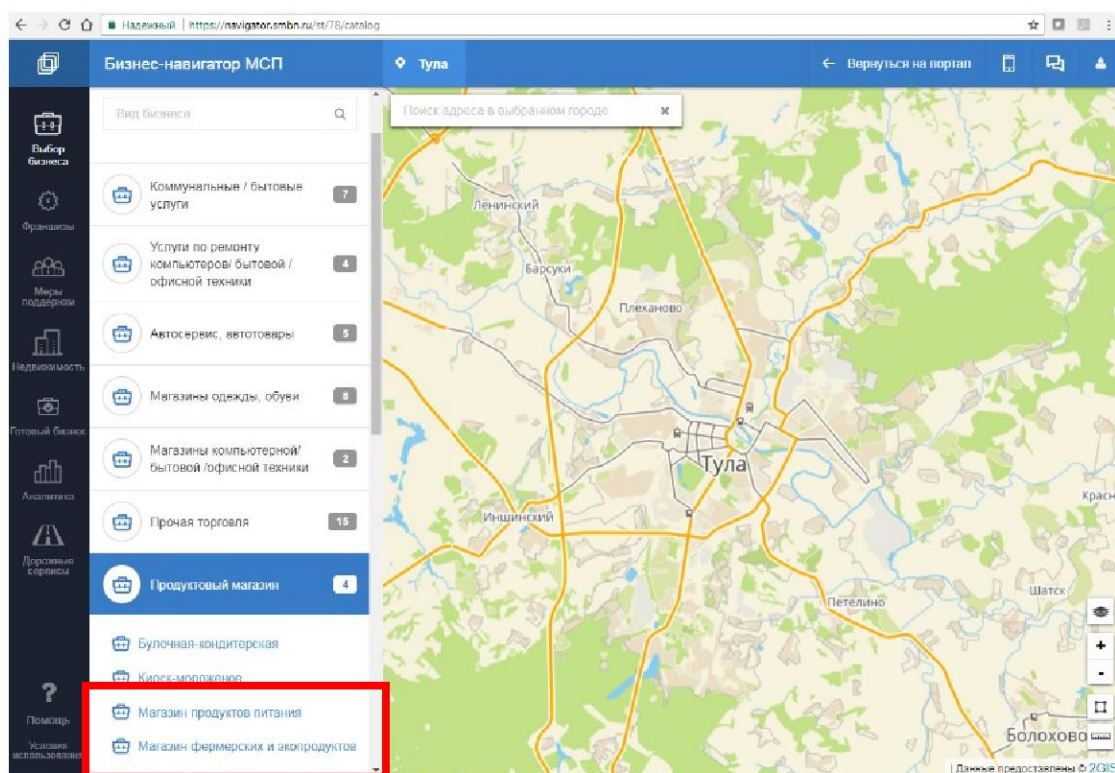 Надежный | https://navigator.smbn.ru/st/78/catalog
Бизнес-навигатор МСП
Тула
← Вернуться на портал
Выбор
бизнеса
Франшизы
Меры
поддержки
Недвижимость
Готовый бизнес
Аналитика
Дорожные
сервисы
?
Помощь
Условия
использования
Вид бизнеса
Коммунальные / бытовые
услуги
7
Услуги по ремонту
компьютеров/ бытовой /
офисной техники
4
Автосервис, автотовары
5
Магазины одежды, обуви
8
Магазины компьютерной/
бытовой /офисной техники
2
Прочая торговля
15
Продуктовый магазин
4
Булочная-кондитерская
Киоск-мороженое
Магазин продуктов питания
Магазин фермерских и экопродуктов
Поиск адреса в выбранном городе
Ленинский
Барсуки
Плеханово
Тула
Иншинский
Красн
Петелино
Шатск
Болохово
+
-
| Данные предоставлены © 2GIS